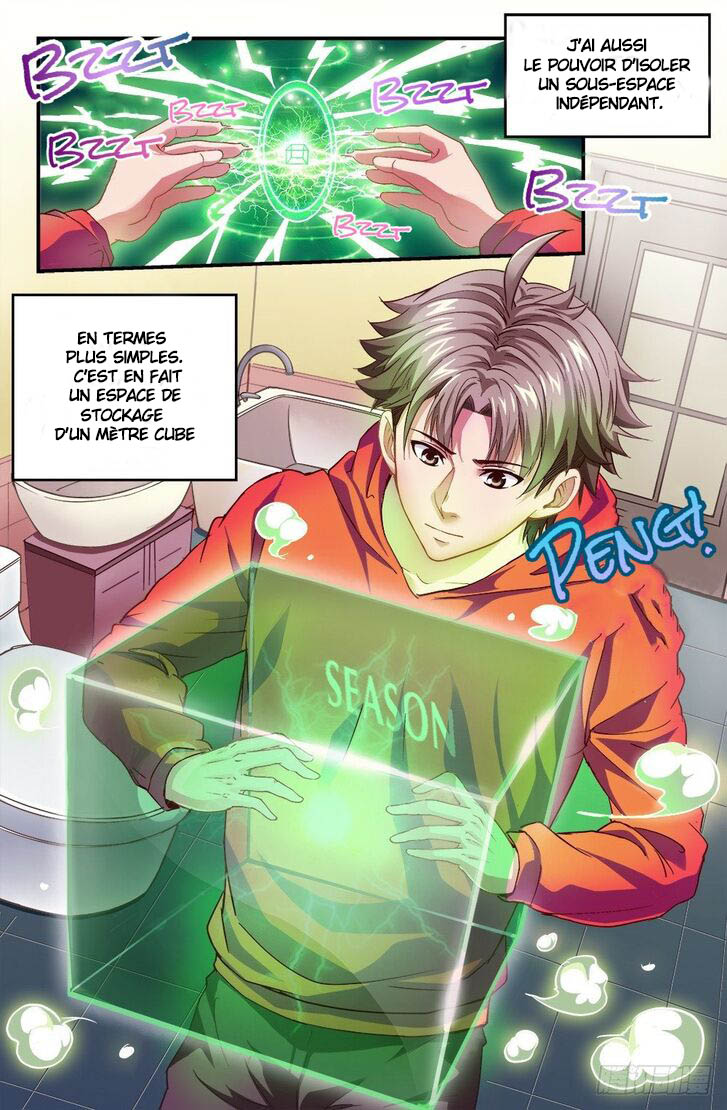 BZZT
BZZT
BZZT
BZZT
BZZT
BZZT
J'AI AUSSI
LE POUVOIR D'ISOLER
UN SOUS-ESPACE
INDÉPENDANT.
EN TERMES
PLUS SIMPLES.
C'EST EN FAIT
UN ESPACE DE
STOCKAGE
D'UN MÈTRE CUBE
PENG!
SEASON